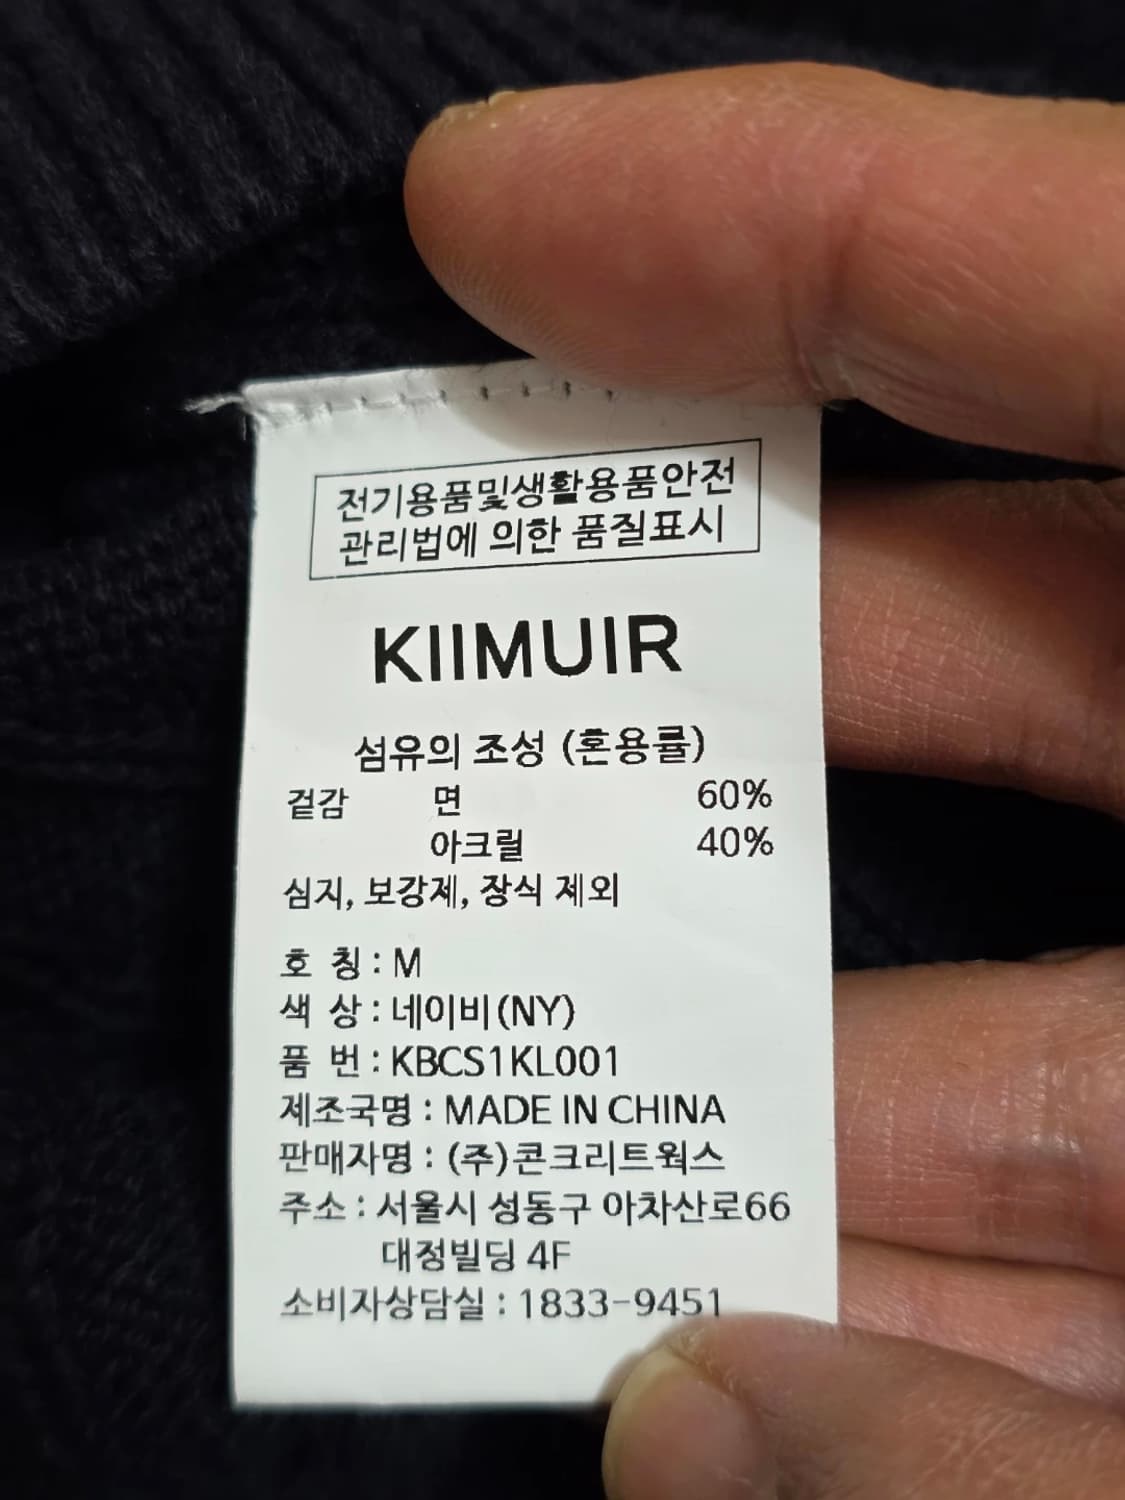 전기용품및생활용품안전
관리법에 의한 품질표시
KIIMUIR
섬유의 조성 (혼용률)
겉감 면 60%
아크릴 40%
심지, 보강제, 장식 제외
호 칭 : M
색 상 : 네이비(NY)
품 번 : KBCS1KL001
제조국명 : MADE IN CHINA
판매자명 : (주)콘크리트웍스
주소 : 서울시 성동구 아차산로66
대정빌딩 4F
소비자상담실 : 1833-9451